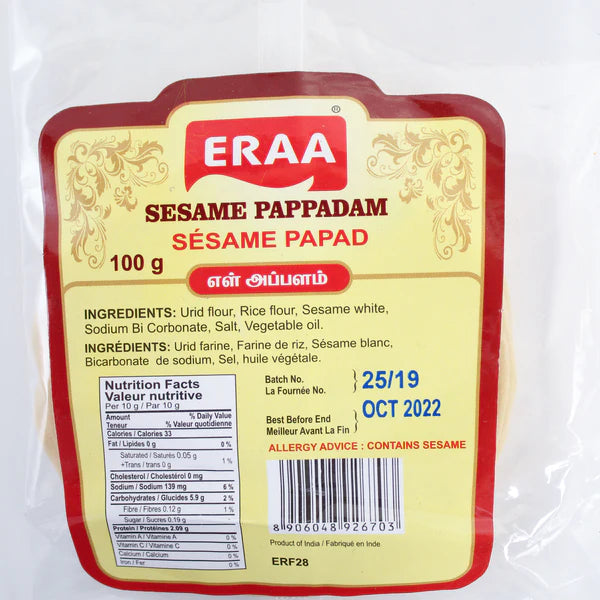 ERAA®
SESAME PAPPADAM
SÉSAME PAPAD
100 g
எள் அப்பளம்
INGREDIENTS: Urid flour, Rice flour, Sesame white,
Sodium Bi Corbonate, Salt, Vegetable oil.
INGRÉDIENTS: Urid farine, Farine de riz, Sésame blanc,
Bicarbonate de sodium, Sel, huile végétale.
Nutrition Facts
Valeur nutritive
Per 10 g / Par 10 g
Amount % Daily Value
Teneur % Valeur quotidienne
Calories / Calories 33
Fat / Lipides 0 g 0 %
Saturated / Saturés 0.05 g
+Trans / trans 0 g 1 %
Cholesterol / Cholestérol 0 mg
Sodium / Sodium 139 mg 6 %
Carbohydrates / Glucides 5.9 g 2 %
Fibre / Fibres 0.12 g 1 %
Sugar / Sucres 0.19 g
Protein / Protéines 2.09 g
Vitamin A / Vitamine A 0 %
Vitamin C / Vitamine C 0 %
Calcium / Calcium 0 %
Iron / Fer 0 %
Batch No.
La Fournée No. } 25/19
Best Before End
Meilleur Avant La Fin } OCT 2022
ALLERGY ADVICE : CONTAINS SESAME
8 906048 926703
Product of India / Fabriqué en Inde
ERF28